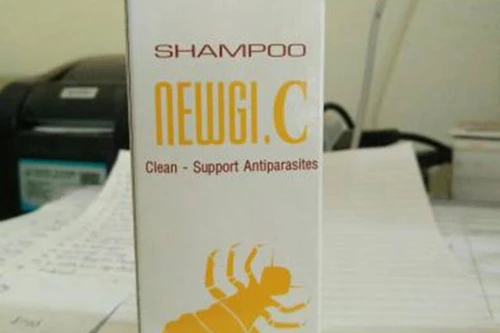 SHAMPOO
NEWGI.C
Clean - Support Antiparasites